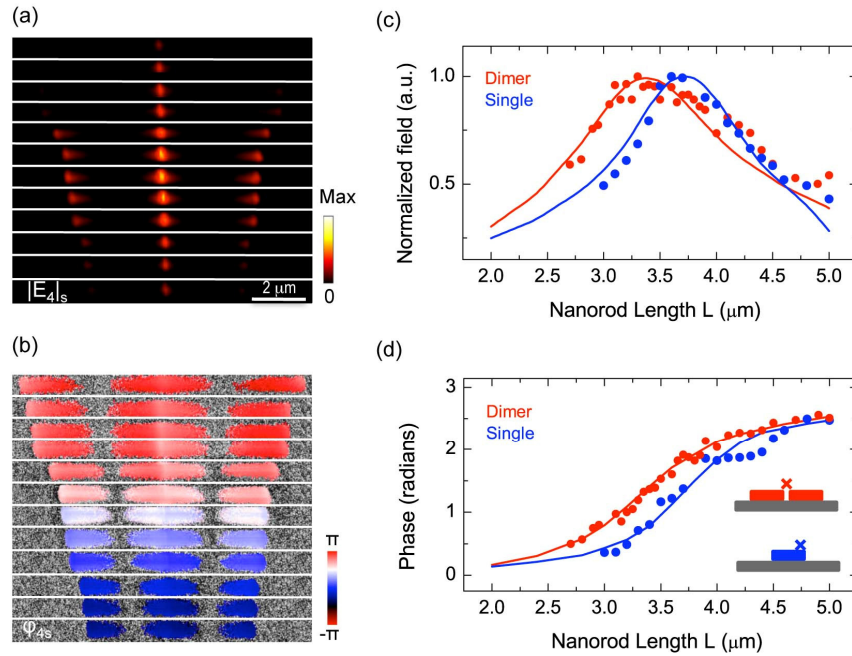 (a)
Max
0
|E₄|ₛ
2 μm
(b)
π
-π
φ₄ₛ
(c)
Normalized field (a.u.)
1.0
0.5
Dimer
Single
2.0 2.5 3.0 3.5 4.0 4.5 5.0
Nanorod Length L (μm)
(d)
Phase (radians)
3
2
1
0
Dimer
Single
2.0 2.5 3.0 3.5 4.0 4.5 5.0
Nanorod Length L (μm)